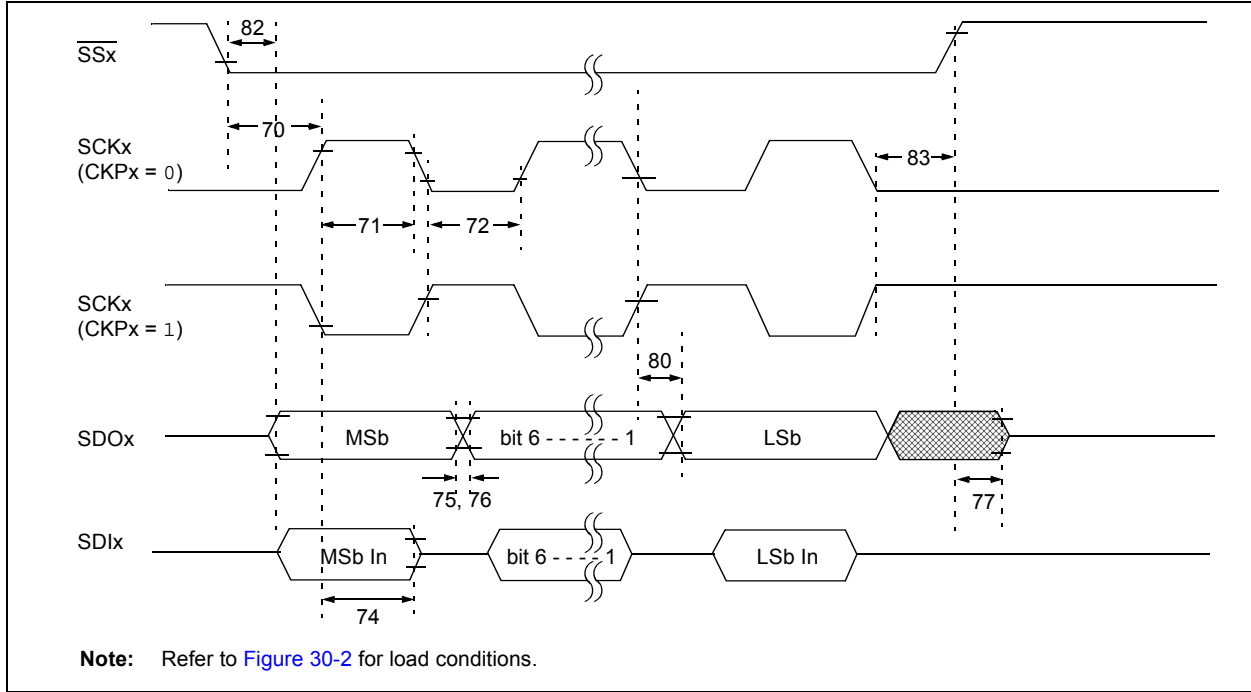 82
SSx
70
SCKx
(CKPx = 0)
83
71
72
SCKx
(CKPx = 1)
80
SDOx
MSb
bit 6 - - - - - 1
LSb
75, 76
77
SDIx
MSb In
bit 6 - - - - 1
LSb In
74
Note: Refer to Figure 30-2 for load conditions.